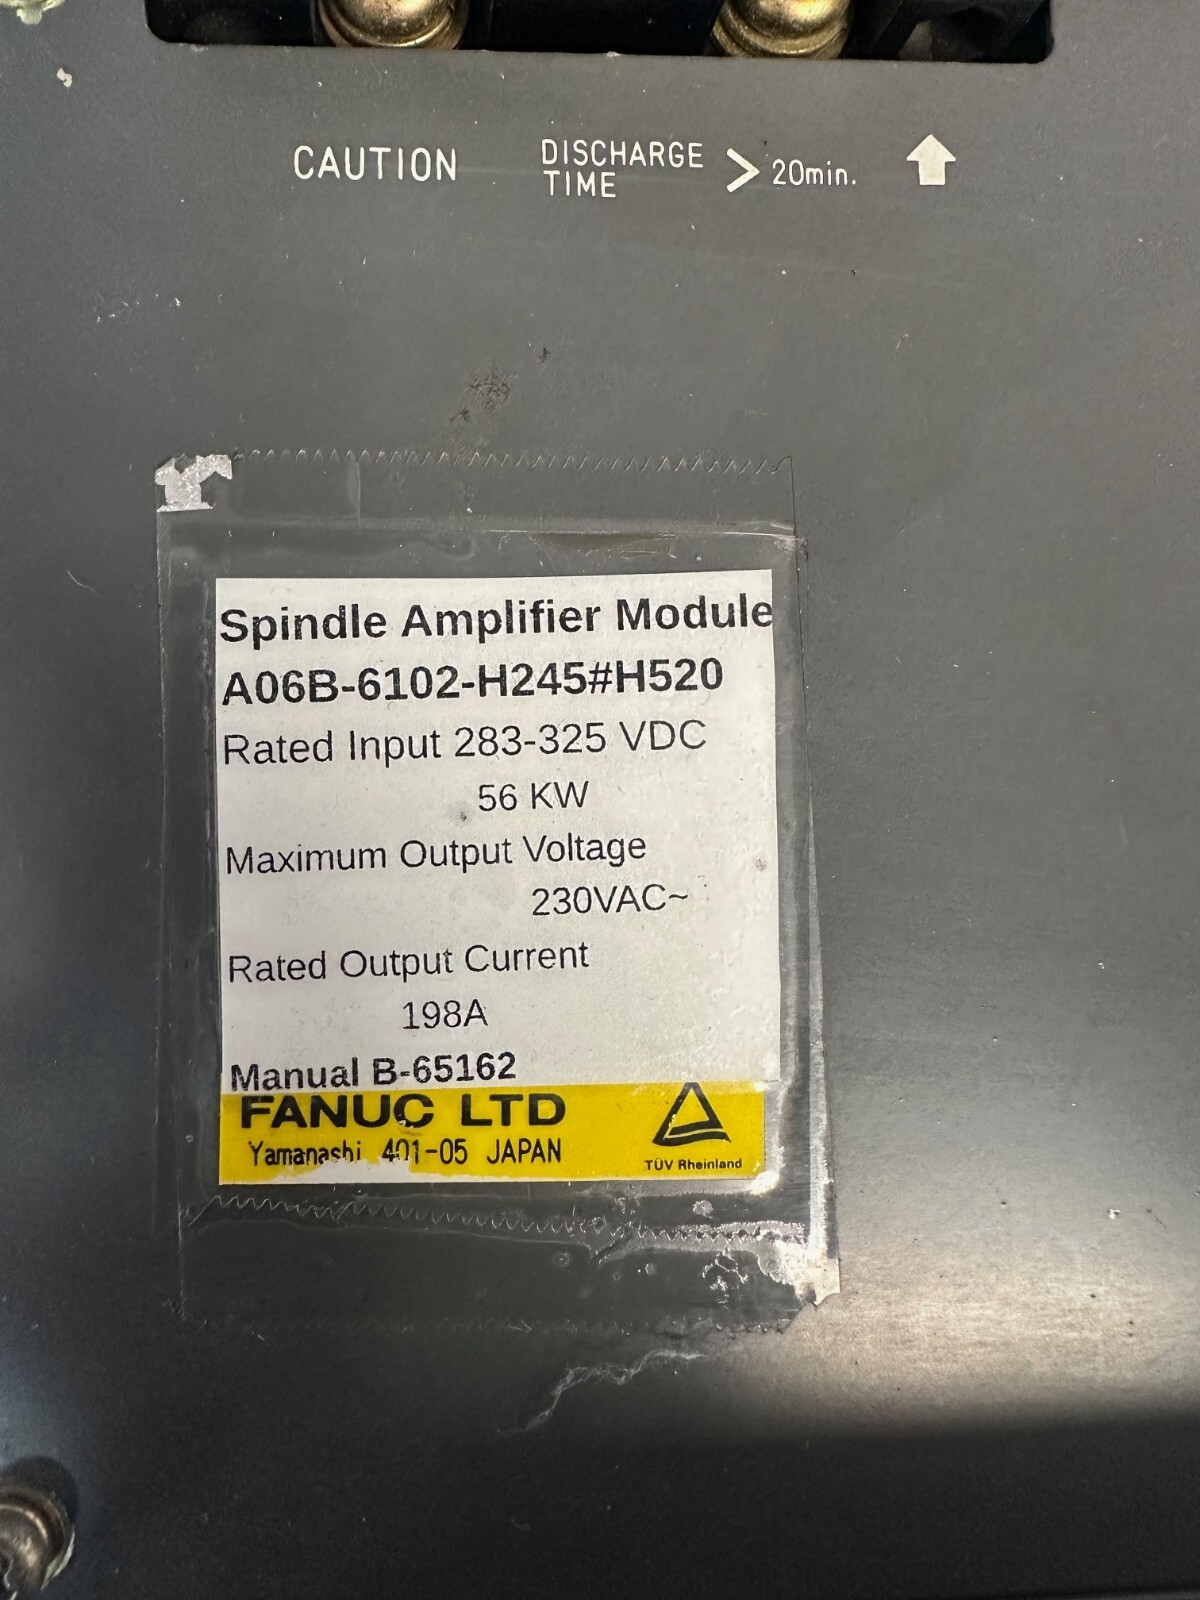 CAUTION
DISCHARGE
TIME
> 20min.
Spindle Amplifier Module
A06B-6102-H245#H520
Rated Input 283-325 VDC
56 KW
Maximum Output Voltage
230VAC~
Rated Output Current
198A
Manual B-65162
FANUC LTD
Yamanashi 401-05 JAPAN
TÜV Rheinland